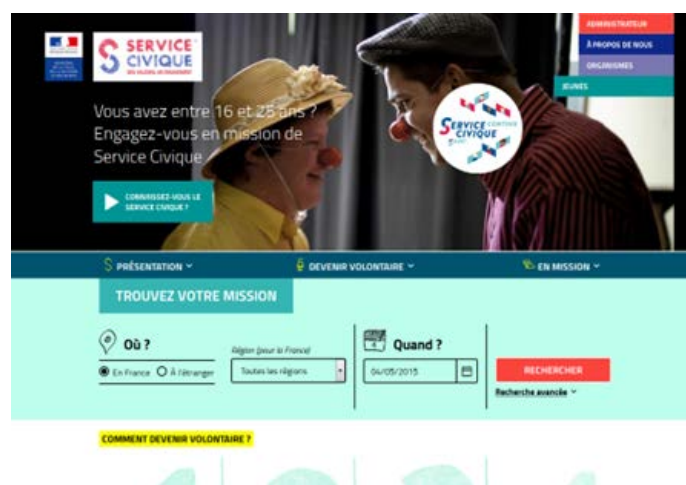 SERVICE
CIVIQUE
ADMINISTRATEUR
À PROPOS DE NOUS
ORGANISMES
JEUNES
Vous avez entre 16 et 25 ans ?
Engagez-vous en mission de
Service Civique
SERVICE
CIVIQUE
CONNAISSEZ-VOUS LE
SERVICE CIVIQUE ?
PRÉSENTATION
DEVENIR VOLONTAIRE
EN MISSION
TROUVEZ VOTRE MISSION
Où ?
Région (pour la France)
Quand ?
En France À l'étranger
Toutes les régions
04/05/2015
RECHERCHER
Recherche avancée
COMMENT DEVENIR VOLONTAIRE ?